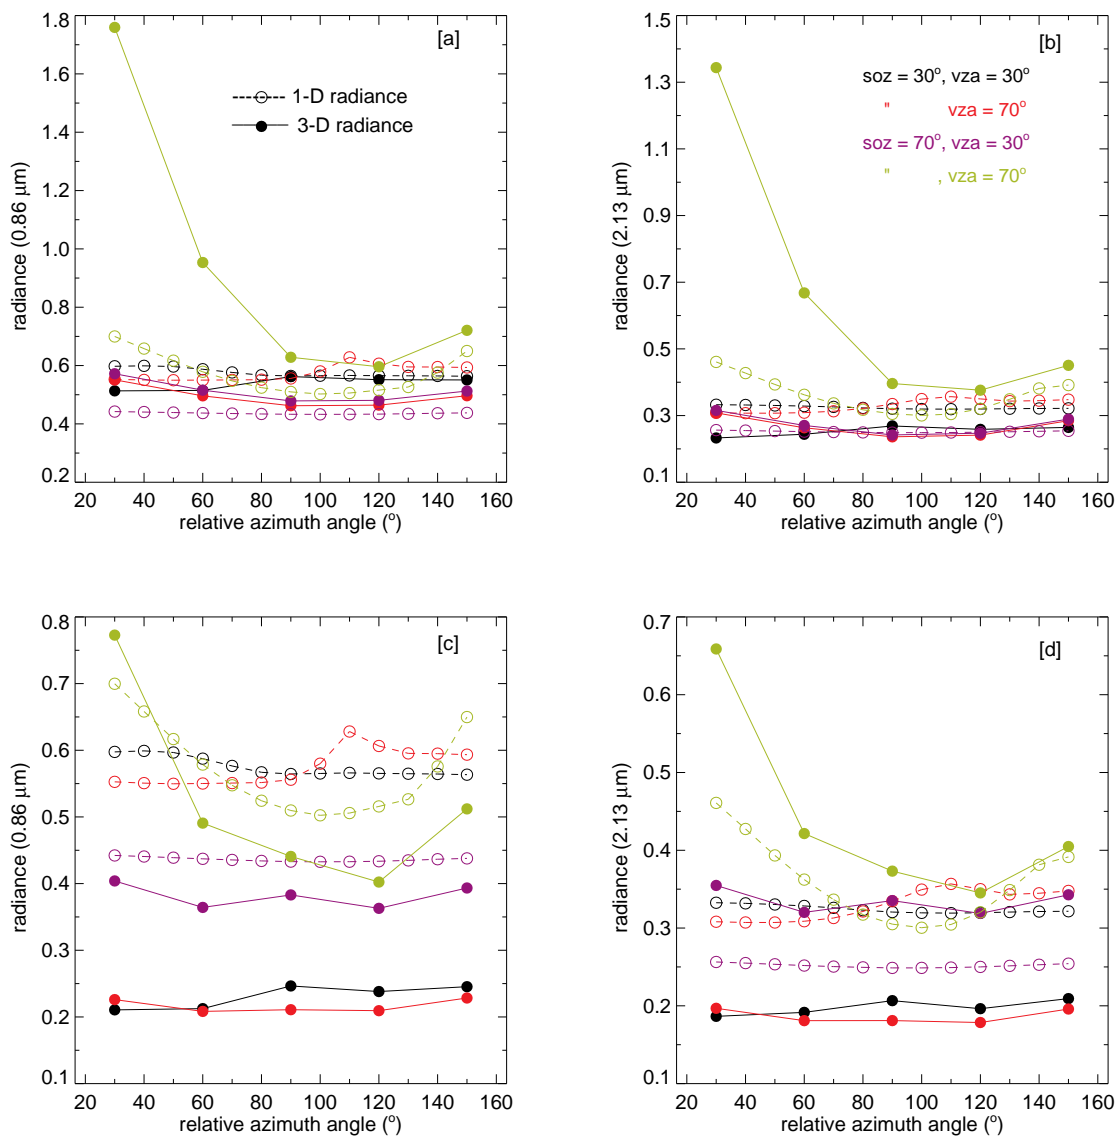 [a]
1-D radiance
3-D radiance
1.8
1.6
1.4
1.2
1.0
0.8
0.6
0.4
0.2
20 40 60 80 100 120 140 160
relative azimuth angle (°)
radiance (0.86 µm)
[b]
soz = 30°, vza = 30°
" vza = 70°
soz = 70°, vza = 30°
" , vza = 70°
1.5
1.3
1.1
0.9
0.7
0.5
0.3
0.1
20 40 60 80 100 120 140 160
relative azimuth angle (°)
radiance (2.13 µm)
[c]
0.8
0.7
0.6
0.5
0.4
0.3
0.2
0.1
20 40 60 80 100 120 140 160
relative azimuth angle (°)
radiance (0.86 µm)
[d]
0.7
0.6
0.5
0.4
0.3
0.2
0.1
20 40 60 80 100 120 140 160
relative azimuth angle (°)
radiance (2.13 µm)